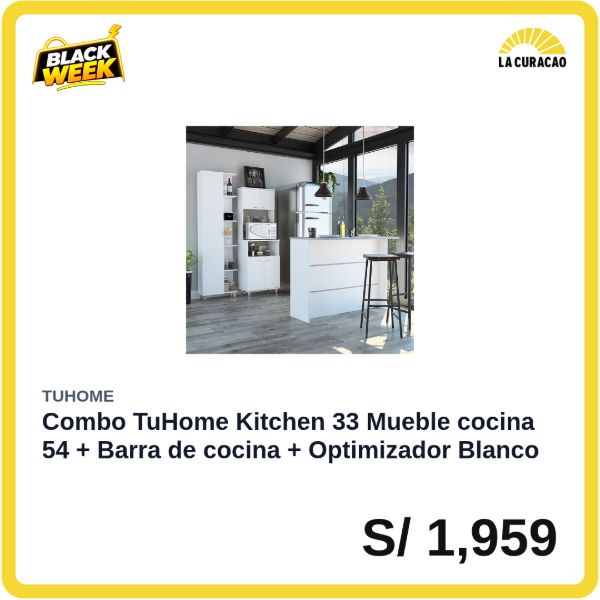 BLACK
WEEK
LA CURACAO
TUHOME
Combo TuHome Kitchen 33 Mueble cocina
54 + Barra de cocina + Optimizador Blanco
S/ 1,959